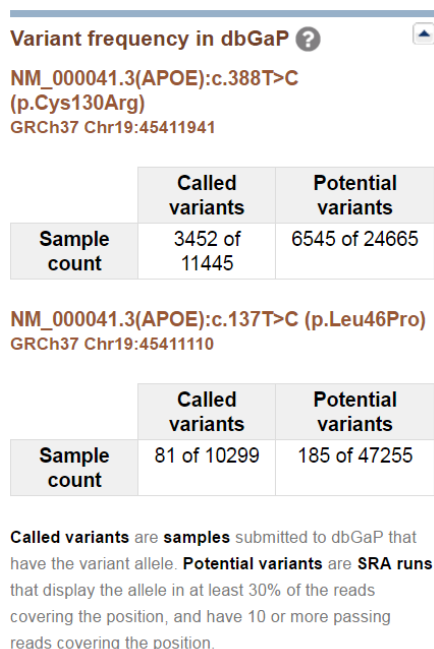 Variant frequency in dbGaP ?
NM_000041.3(APOE):c.388T>C
(p.Cys130Arg)
GRCh37 Chr19:45411941
Called variants Potential variants
Sample count 3452 of 11445 6545 of 24665
NM_000041.3(APOE):c.137T>C (p.Leu46Pro)
GRCh37 Chr19:45411110
Called variants Potential variants
Sample count 81 of 10299 185 of 47255
Called variants are samples submitted to dbGaP that
have the variant allele. Potential variants are SRA runs
that display the allele in at least 30% of the reads
covering the position, and have 10 or more passing
reads covering the position.